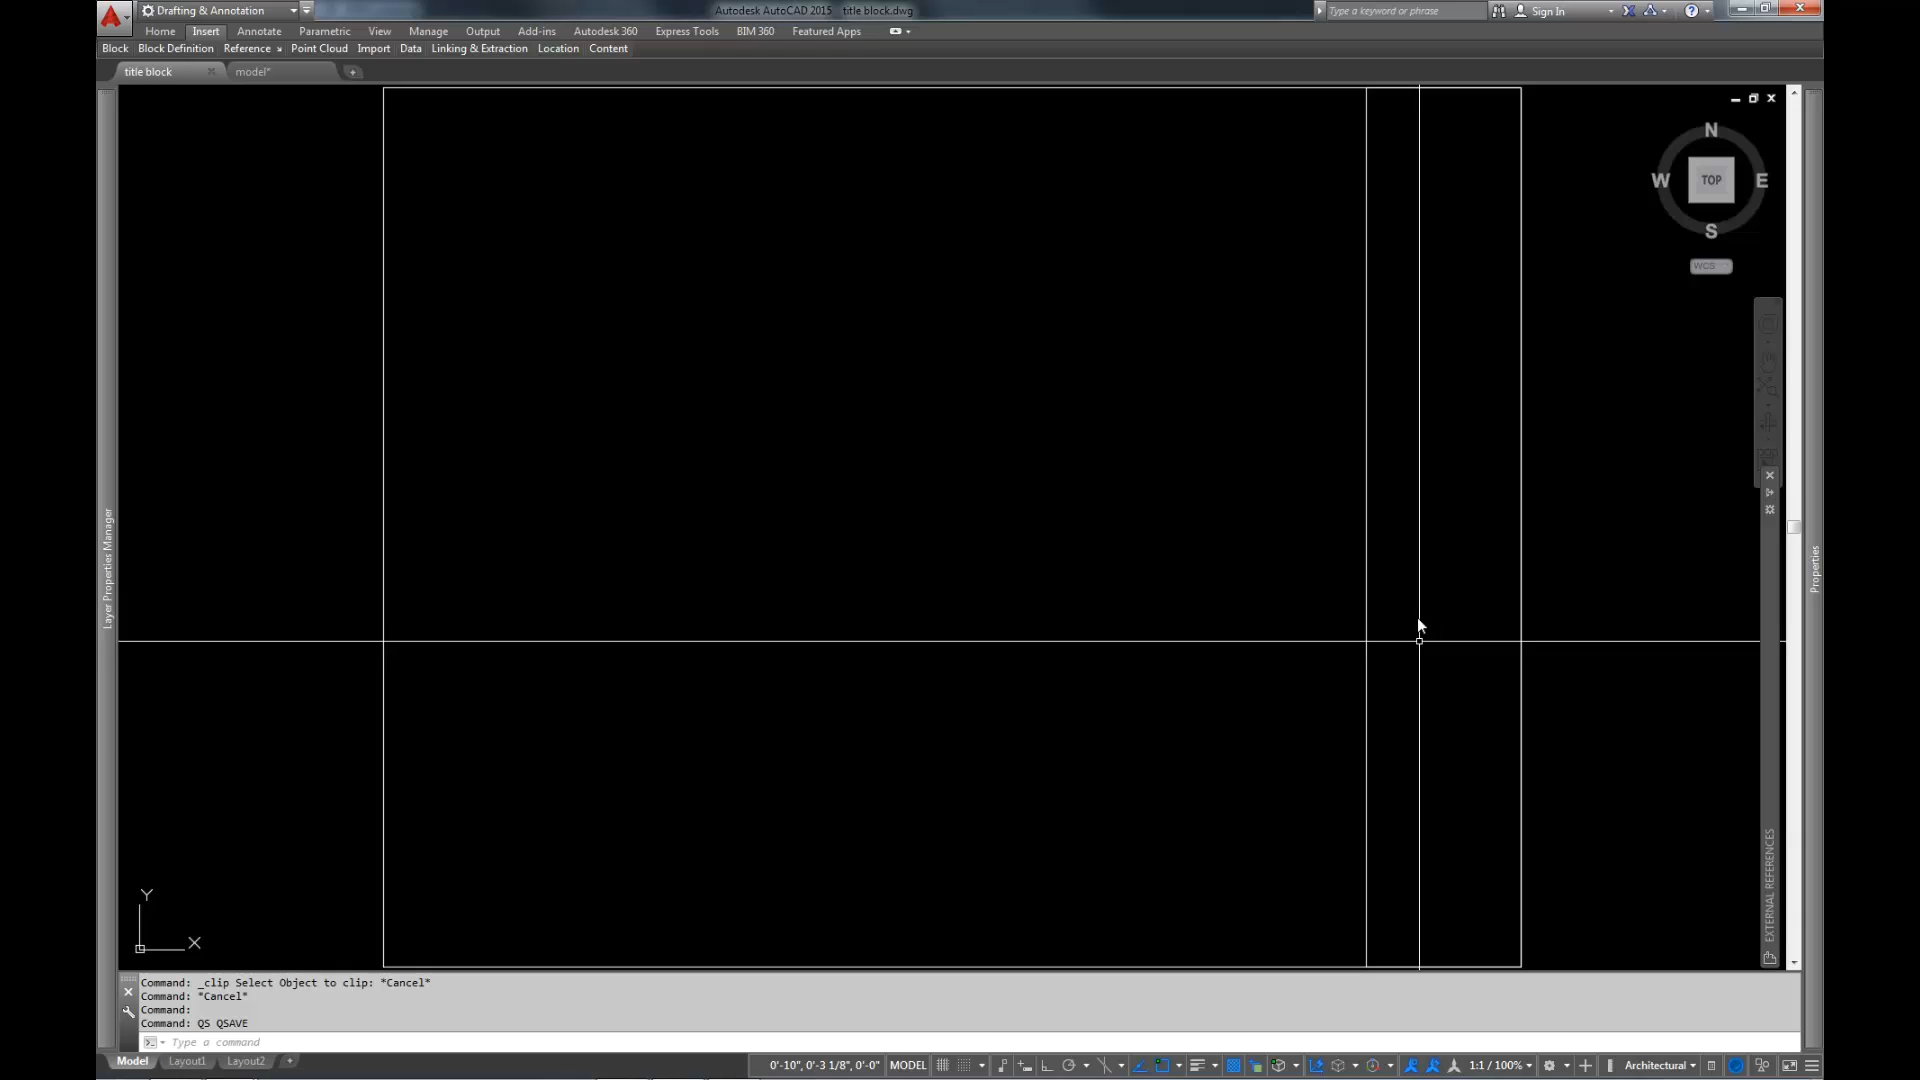 Drafting & Annotation
Autodesk AutoCAD 2015 title block.dwg
Type a keyword or phrase
Sign In
Home Insert Annotate Parametric View Manage Output Add-ins Autodesk 360 Express Tools BIM 360 Featured Apps
Block Block Definition Reference Point Cloud Import Data Linking & Extraction Location Content
title block model*
N
W TOP E
S
WCS
Layer Properties Manager
Properties
EXTERNAL REFERENCES
Y
X
Command: _clip Select Object to clip: *Cancel*
Command: *Cancel*
Command:
Command: QS QSAVE
Type a command
Model Layout1 Layout2
0'-10", 0'-3 1/8", 0'-0" MODEL 1:1 / 100% Architectural